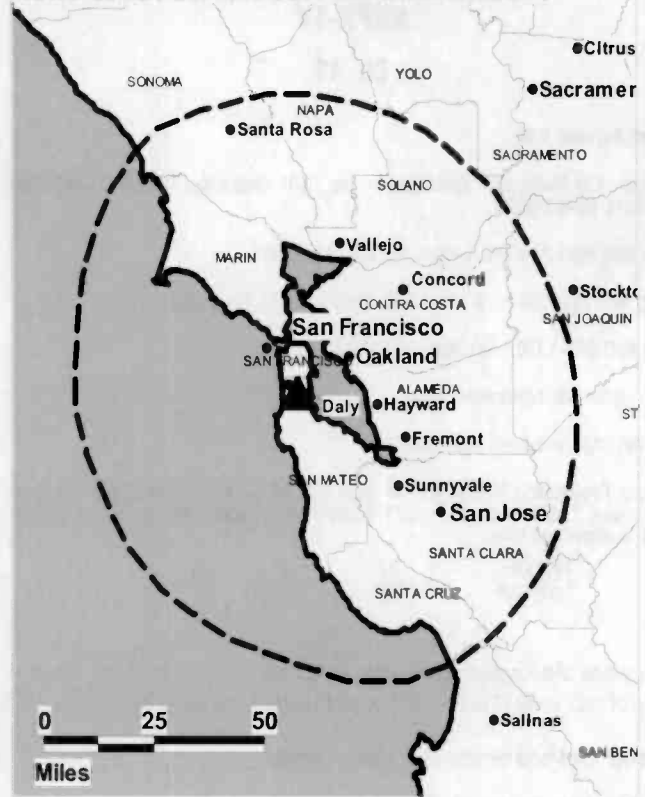 Citrus
SONOMA
YOLO
Sacramer
NAPA
Santa Rosa
SACRAMENTO
SOLANO
Vallejo
MARIN
Concord
Stockto
CONTRA COSTA
SAN JOAQUIN
San Francisco
SAN FRANCISCO
Oakland
ALAMEDA
Daly
Hayward
ST
Fremont
SAN MATEO
Sunnyvale
San Jose
SANTA CLARA
SANTA CRUZ
0 25 50
Salinas
Miles
SAN BEN